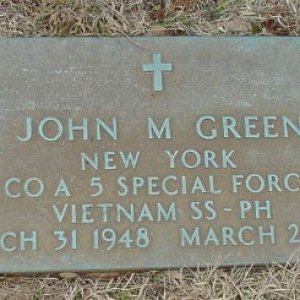 JOHN M GREEN
NEW YORK
CO A 5 SPECIAL FORC
VIETNAM SS-PH
CH 31 1948 MARCH 2